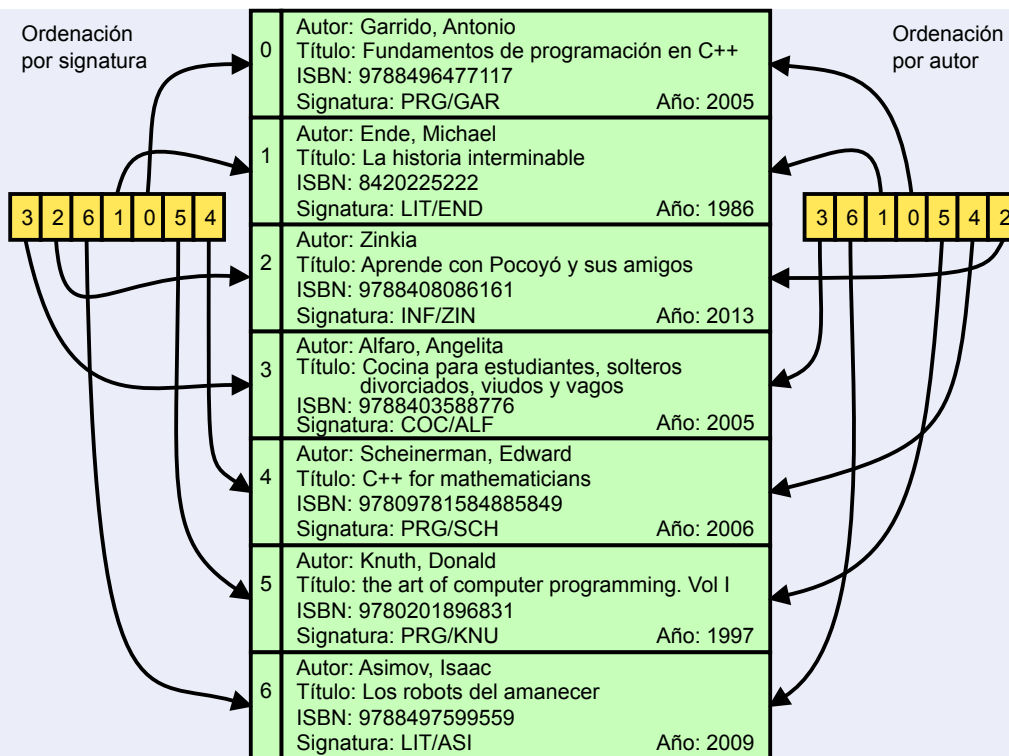 Ordenación
por signatura
3 2 6 1 0 5 4
0
Autor: Garrido, Antonio
Título: Fundamentos de programación en C++
ISBN: 9788496477117
Signatura: PRG/GAR Año: 2005
1
Autor: Ende, Michael
Título: La historia interminable
ISBN: 8420225222
Signatura: LIT/END Año: 1986
2
Autor: Zinkia
Título: Aprende con Pocoyó y sus amigos
ISBN: 9788408086161
Signatura: INF/ZIN Año: 2013
3
Autor: Alfaro, Angelita
Título: Cocina para estudiantes, solteros
divorciados, viudos y vagos
ISBN: 9788403588776
Signatura: COC/ALF Año: 2005
4
Autor: Scheinerman, Edward
Título: C++ for mathematicians
ISBN: 97809781584885849
Signatura: PRG/SCH Año: 2006
5
Autor: Knuth, Donald
Título: the art of computer programming. Vol I
ISBN: 9780201896831
Signatura: PRG/KNU Año: 1997
6
Autor: Asimov, Isaac
Título: Los robots del amanecer
ISBN: 9788497599559
Signatura: LIT/ASI Año: 2009
Ordenación
por autor
3 6 1 0 5 4 2